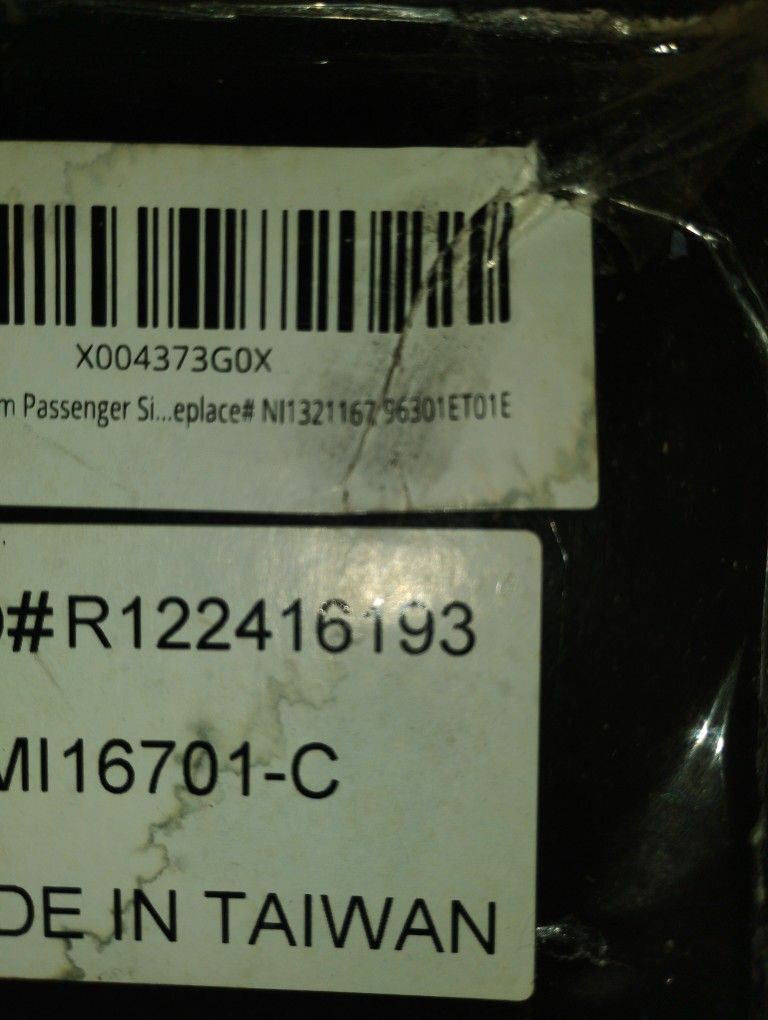 X004373G0X
m Passenger Si...eplace# NI1321167 96301ET01E
#R122416193
MI16701-C
DE IN TAIWAN